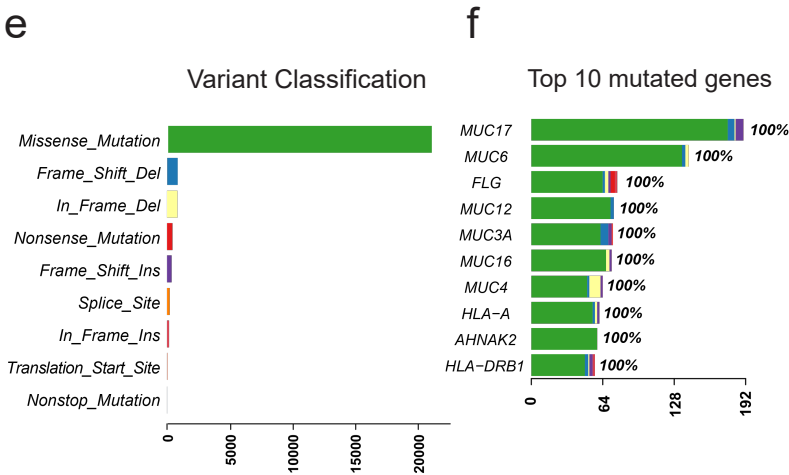 e
Variant Classification
Missense_Mutation
Frame_Shift_Del
In_Frame_Del
Nonsense_Mutation
Frame_Shift_Ins
Splice_Site
In_Frame_Ins
Translation_Start_Site
Nonstop_Mutation
0 5000 10000 15000 20000
f
Top 10 mutated genes
MUC17 100%
MUC6 100%
FLG 100%
MUC12 100%
MUC3A 100%
MUC16 100%
MUC4 100%
HLA−A 100%
AHNAK2 100%
HLA−DRB1 100%
0 64 128 192